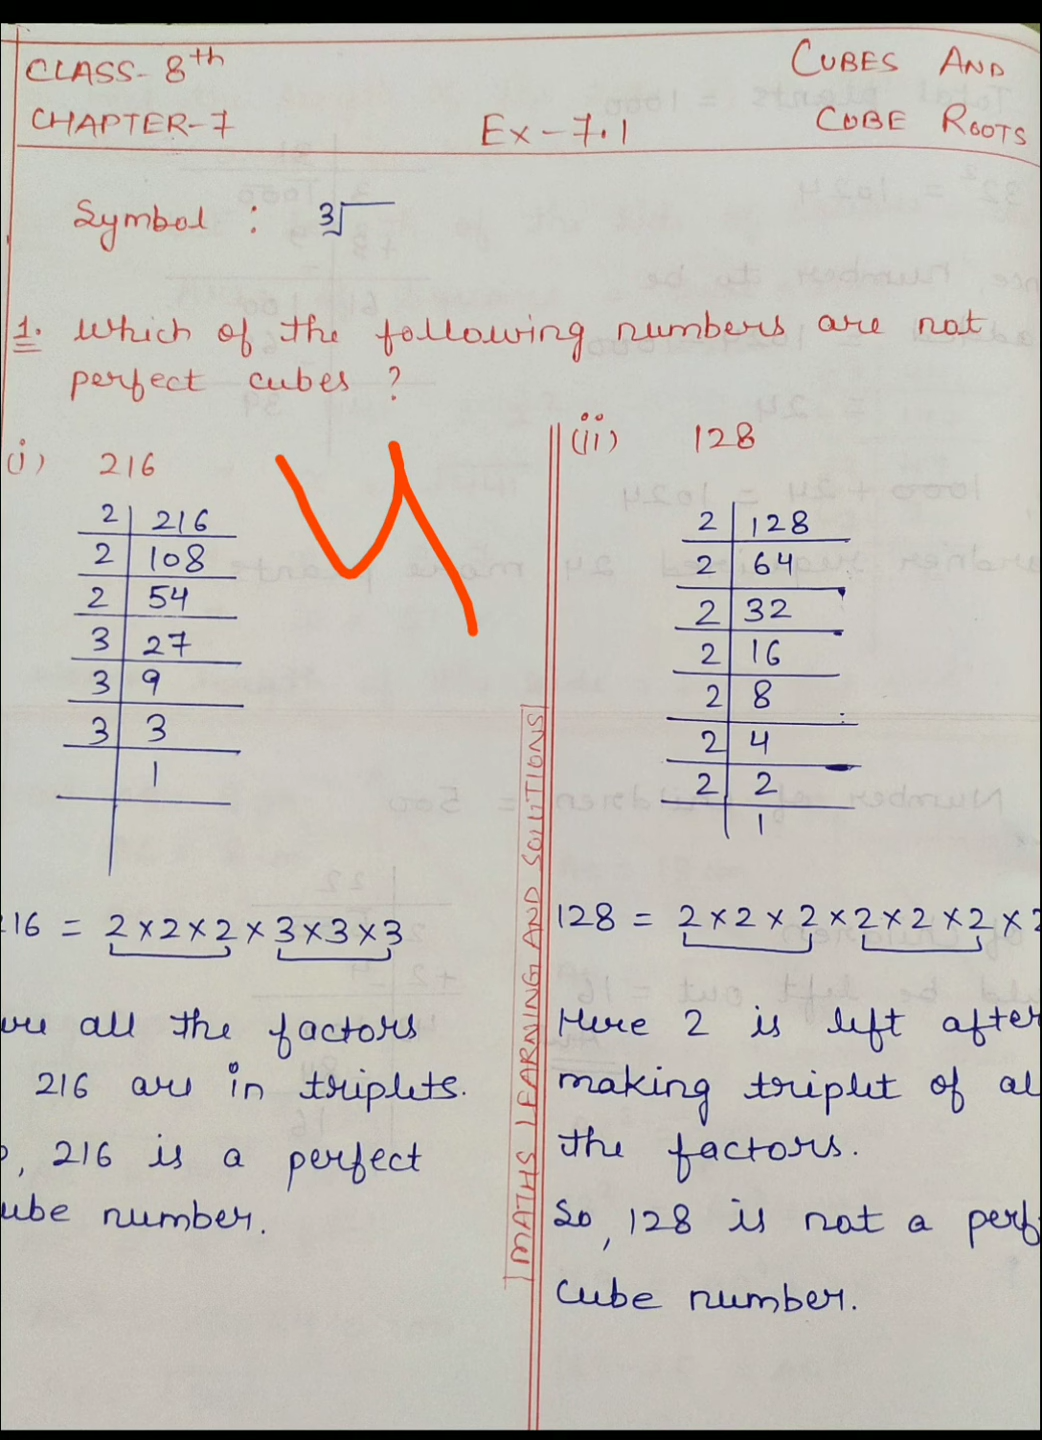 CLASS- 8th
CHAPTER-7
Ex-7.1
CUBES AND
CUBE ROOTS
Symbol : ∛
1. Which of the following numbers are not
perfect cubes ?
(i) 216
2 | 216
2 | 108
2 | 54
3 | 27
3 | 9
3 | 3
1
16 = 2×2×2×3×3×3
all the factors
216 are in triplets.
, 216 is a perfect
ube number.
MATHS LEARNING AND SOLUTIONS
(ii) 128
2 | 128
2 | 64
2 | 32
2 | 16
2 | 8
2 | 4
2 | 2
1
128 = 2×2×2×2×2×2×2
Here 2 is left after
making triplet of al
the factors.
So, 128 is not a perf
cube number.